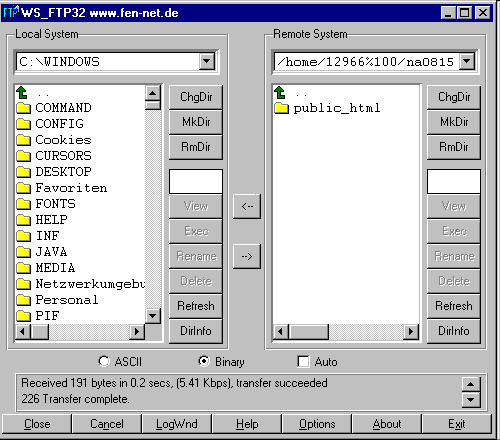 WS_FTP32 www.fen-net.de
Local System
C:\WINDOWS
..
COMMAND
CONFIG
Cookies
CURSORS
DESKTOP
Favoriten
FONTS
HELP
INF
JAVA
MEDIA
Netzwerkumgebu
Personal
PIF
ChgDir
MkDir
RmDir
View
Exec
Rename
Delete
Refresh
DirInfo
<--
-->
Remote System
/home/12966%100/na0815
..
public_html
ChgDir
MkDir
RmDir
View
Exec
Rename
Delete
Refresh
DirInfo
ASCII Binary Auto
Received 191 bytes in 0.2 secs, (5.41 Kbps), transfer succeeded
226 Transfer complete.
Close Cancel LogWnd Help Options About Exit